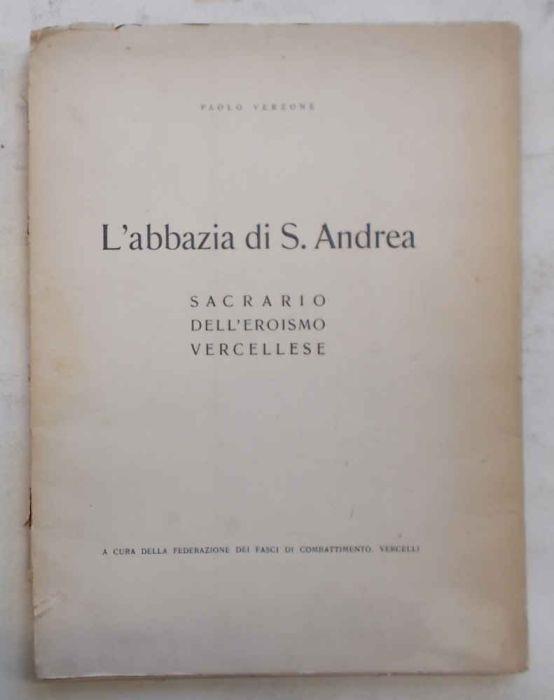 PAOLO VERZONE
L'abbazia di S. Andrea
SACRARIO
DELL'EROISMO
VERCELLESE
A CURA DELLA FEDERAZIONE DEI FASCI DI COMBATTIMENTO. VERCELLI